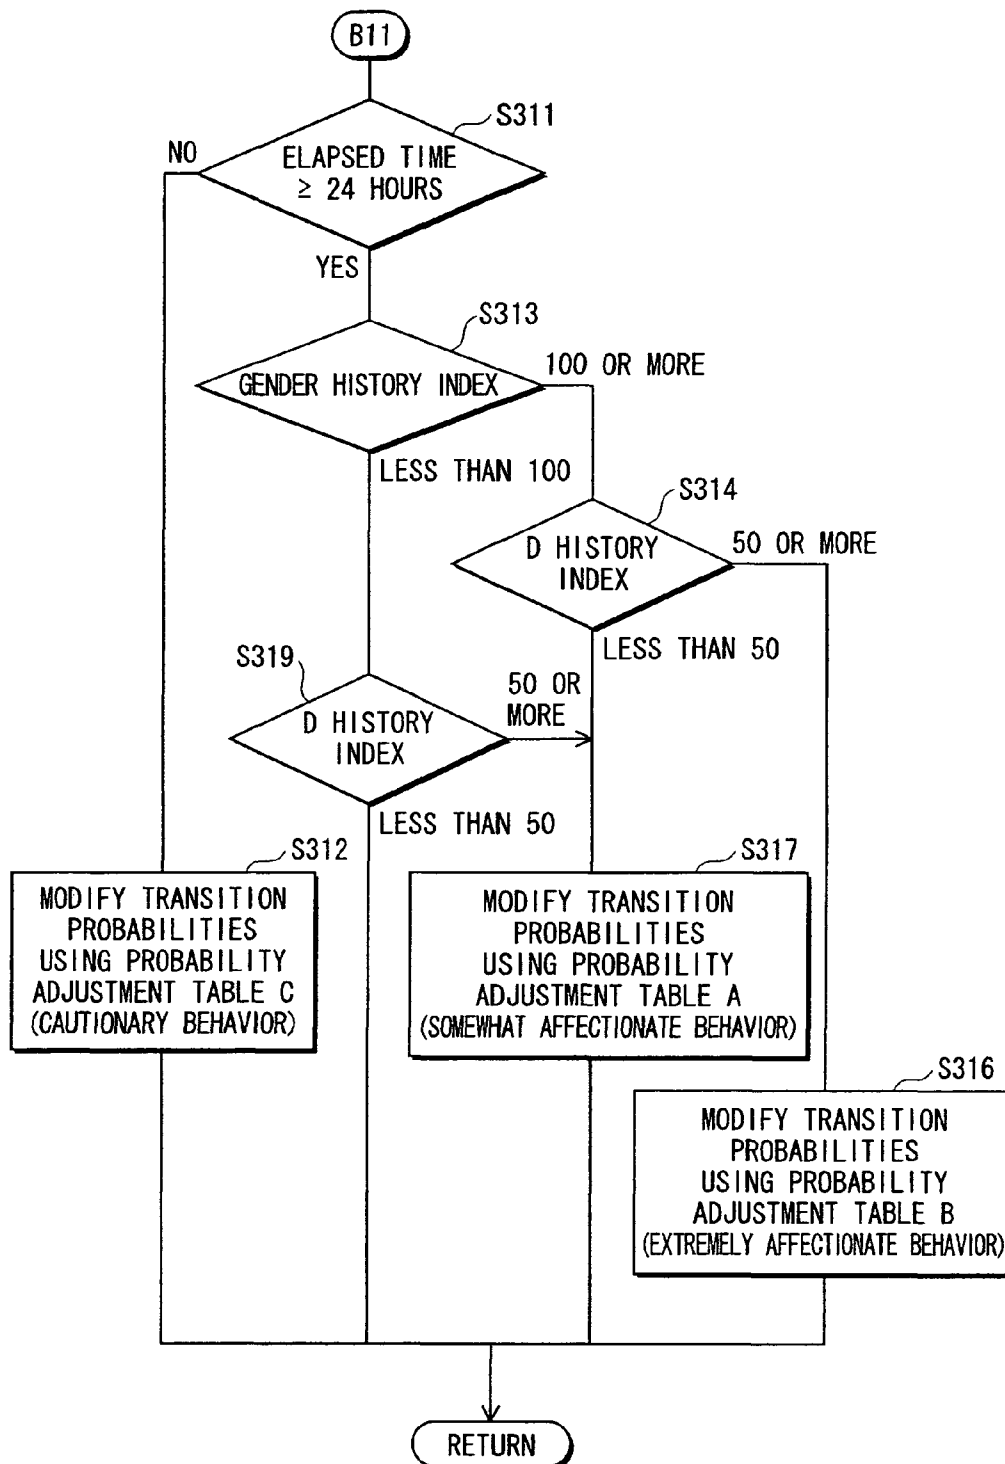 B11
S311
NO
ELAPSED TIME
≥ 24 HOURS
YES
S313
GENDER HISTORY INDEX
100 OR MORE
LESS THAN 100
S314
D HISTORY
INDEX
50 OR MORE
LESS THAN 50
S319
D HISTORY
INDEX
50 OR
MORE
LESS THAN 50
S312
MODIFY TRANSITION
PROBABILITIES
USING PROBABILITY
ADJUSTMENT TABLE C
(CAUTIONARY BEHAVIOR)
S317
MODIFY TRANSITION
PROBABILITIES
USING PROBABILITY
ADJUSTMENT TABLE A
(SOMEWHAT AFFECTIONATE BEHAVIOR)
S316
MODIFY TRANSITION
PROBABILITIES
USING PROBABILITY
ADJUSTMENT TABLE B
(EXTREMELY AFFECTIONATE BEHAVIOR)
RETURN